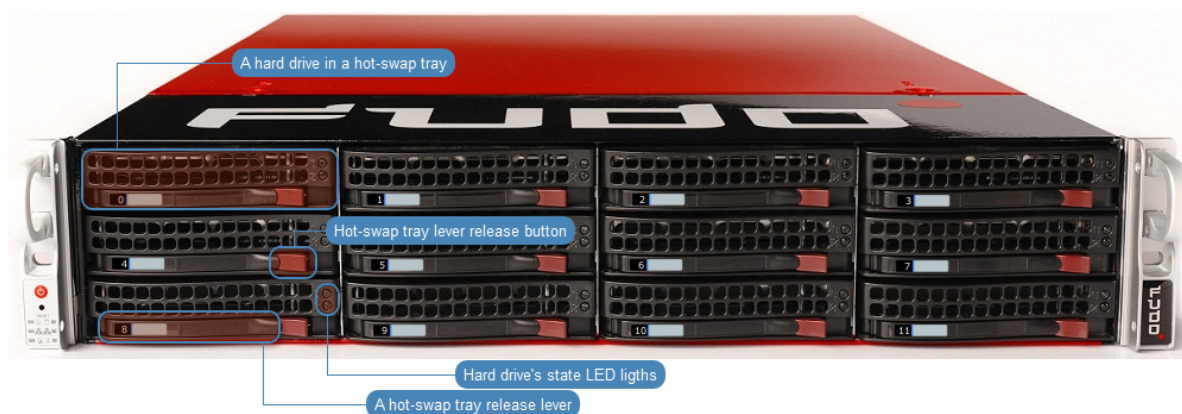 A hard drive in a hot-swap tray
FUDO
0
1
2
3
Hot-swap tray lever release button
4
5
6
7
8
9
10
11
FUDO
Hard drive's state LED ligths
A hot-swap tray release lever